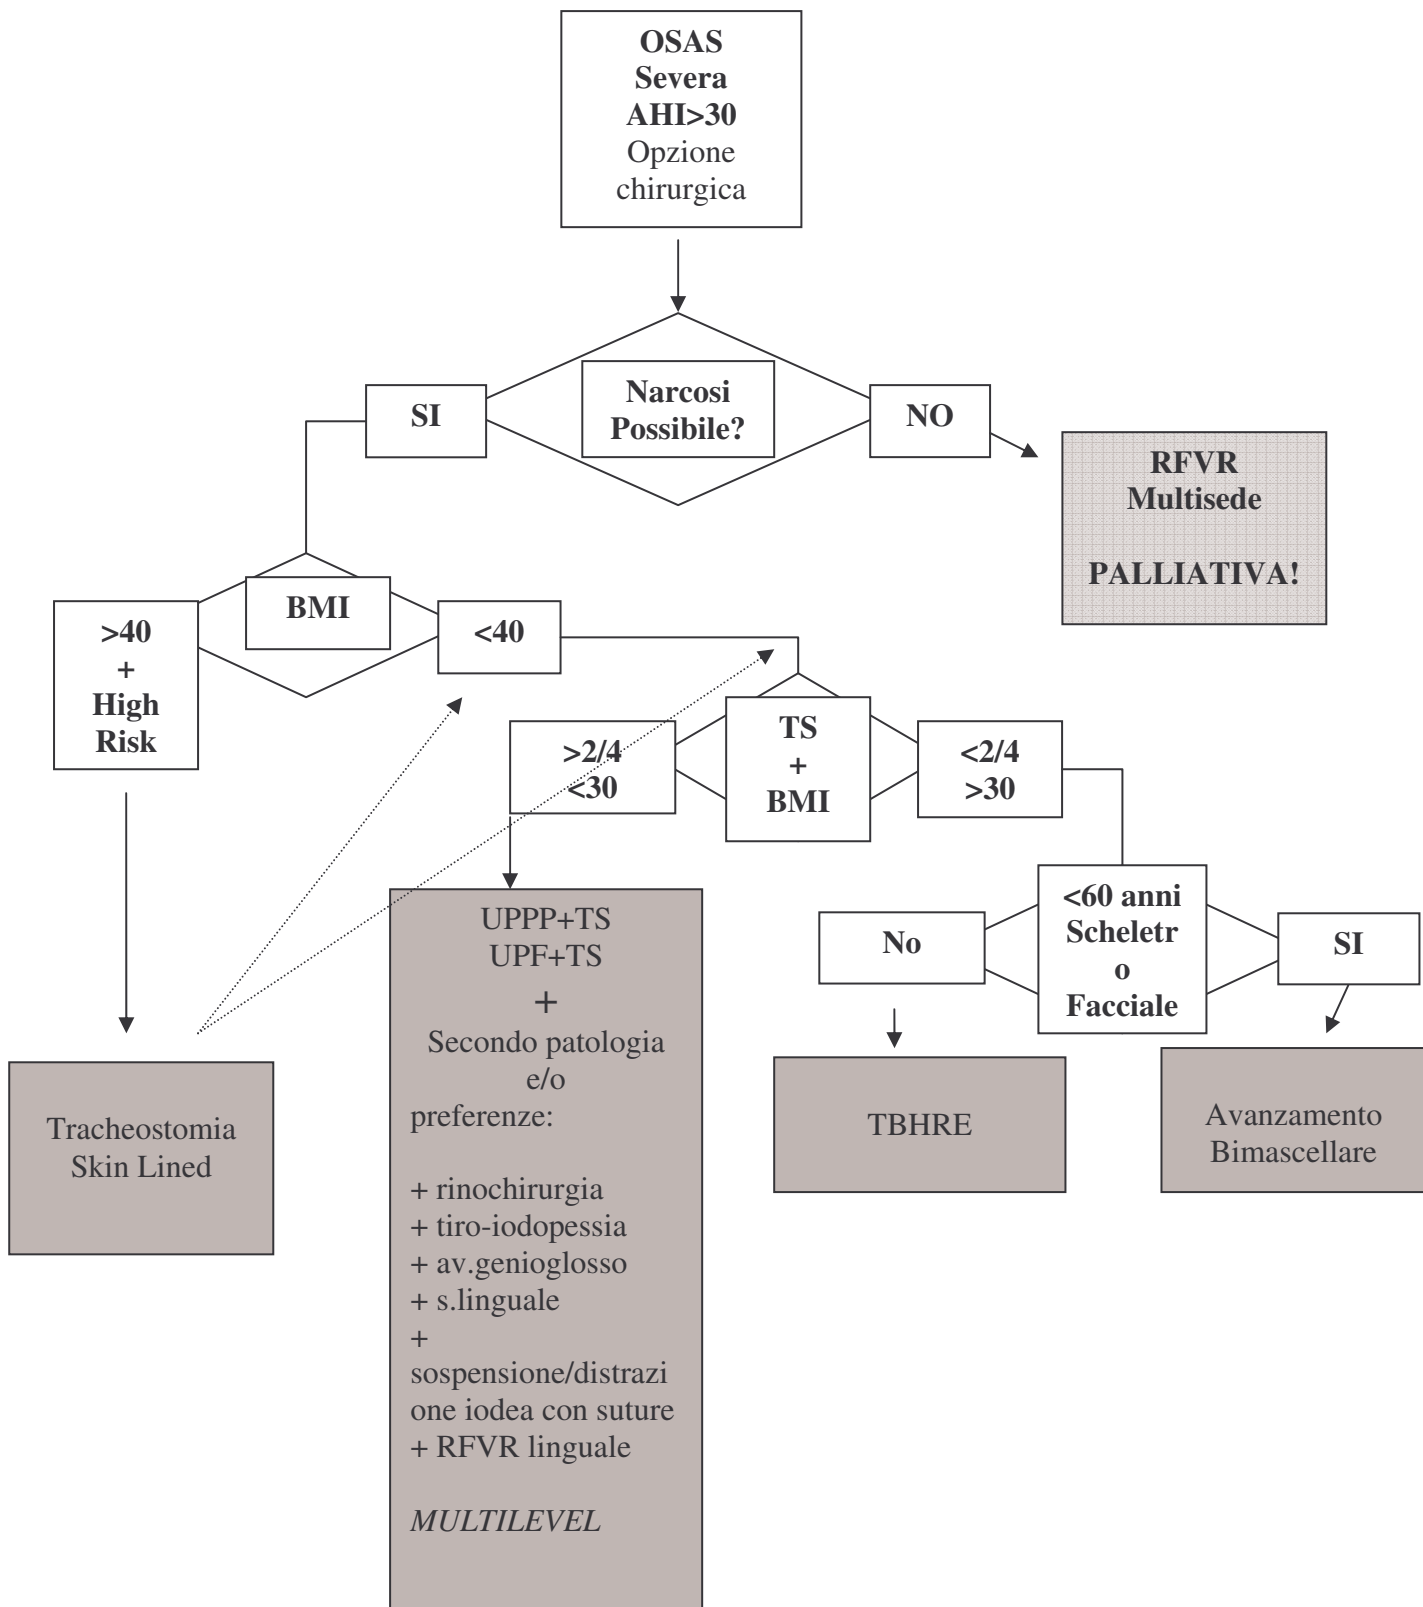 OSAS
Severa
AHI>30
Opzione
chirurgica
Narcosi
Possibile?
SI
NO
RFVR
Multisede
PALLIATIVA!
BMI
>40
+
High
Risk
<40
TS
+
BMI
>2/4
<30
<2/4
>30
<60 anni
Scheletr
o
Facciale
No
SI
UPPP+TS
UPF+TS
+
Secondo patologia
e/o
preferenze:
+ rinochirurgia
+ tiro-iodopessia
+ av.genioglosso
+ s.linguale
+
sospensione/distrazi
one iodea con suture
+ RFVR linguale
MULTILEVEL
Tracheostomia
Skin Lined
TBHRE
Avanzamento
Bimascellare